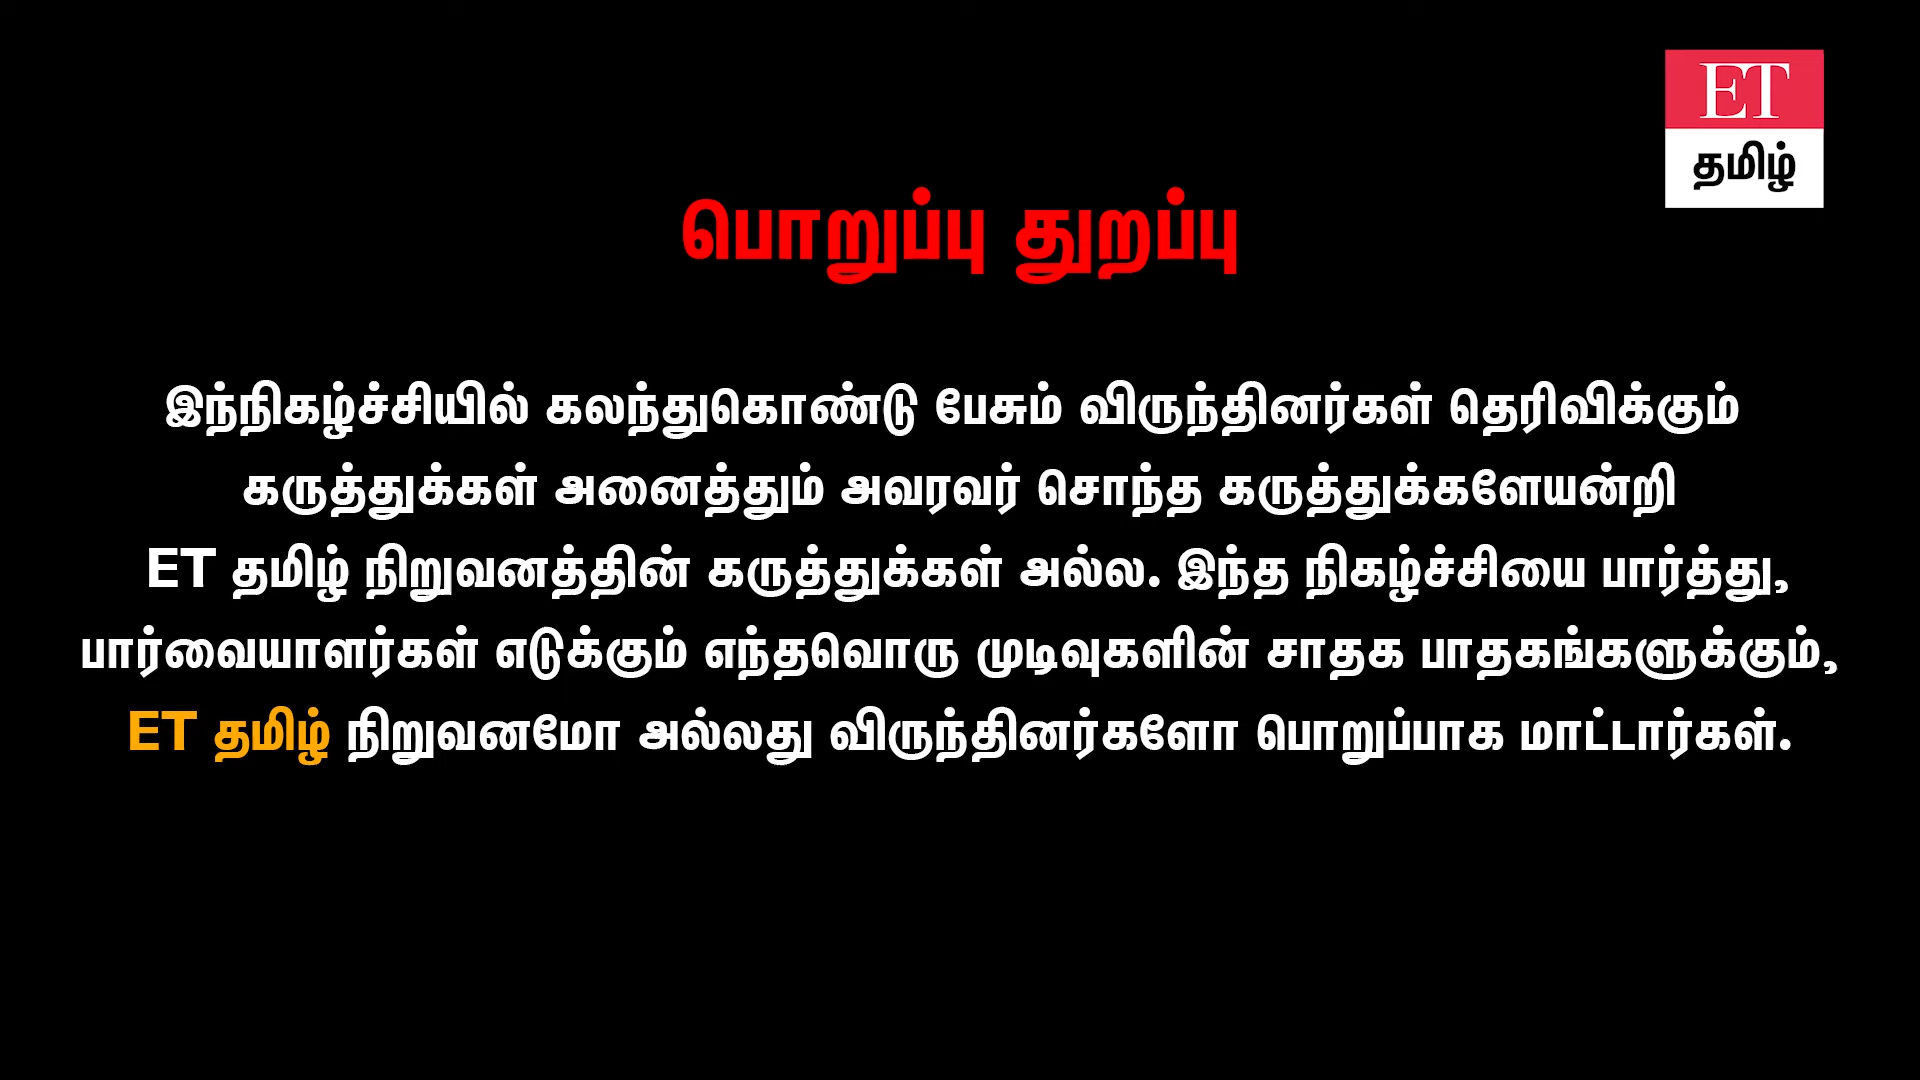 ET
தமிழ்
பொறுப்பு துறப்பு
இந்நிகழ்ச்சியில் கலந்துகொண்டு பேசும் விருந்தினர்கள் தெரிவிக்கும்
கருத்துக்கள் அனைத்தும் அவரவர் சொந்த கருத்துக்களேயன்றி
ET தமிழ் நிறுவனத்தின் கருத்துக்கள் அல்ல. இந்த நிகழ்ச்சியை பார்த்து,
பார்வையாளர்கள் எடுக்கும் எந்தவொரு முடிவுகளின் சாதக பாதகங்களுக்கும்,
ET தமிழ் நிறுவனமோ அல்லது விருந்தினர்களோ பொறுப்பாக மாட்டார்கள்.